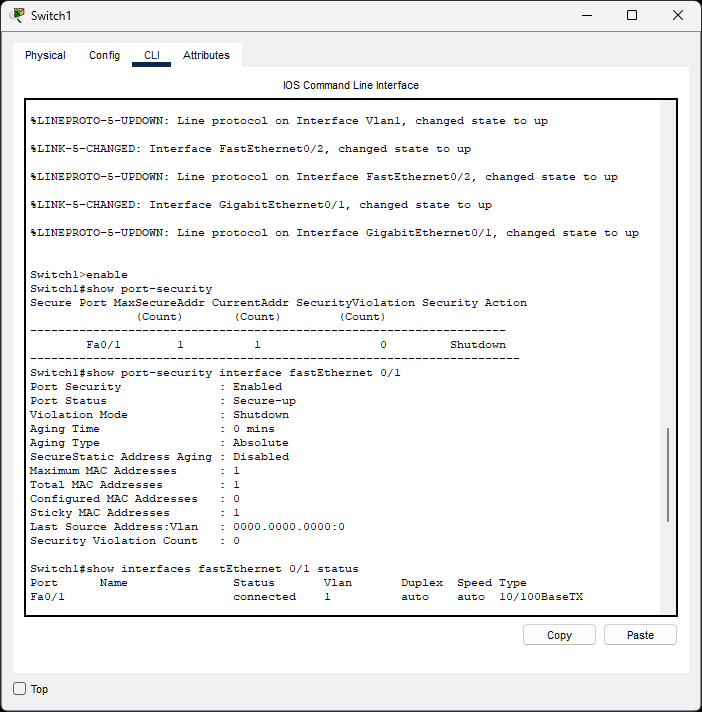 Switch1
Physical Config CLI Attributes
IOS Command Line Interface
%LINEPROTO-5-UPDOWN: Line protocol on Interface Vlan1, changed state to up
%LINK-5-CHANGED: Interface FastEthernet0/2, changed state to up
%LINEPROTO-5-UPDOWN: Line protocol on Interface FastEthernet0/2, changed state to up
%LINK-5-CHANGED: Interface GigabitEthernet0/1, changed state to up
%LINEPROTO-5-UPDOWN: Line protocol on Interface GigabitEthernet0/1, changed state to up
Switch1>enable
Switch1#show port-security
Secure Port MaxSecureAddr CurrentAddr SecurityViolation Security Action
(Count) (Count) (Count)
--------------------------------------------------------------------
Fa0/1 1 1 0 Shutdown
----------------------------------------------------------------------
Switch1#show port-security interface fastEthernet 0/1
Port Security : Enabled
Port Status : Secure-up
Violation Mode : Shutdown
Aging Time : 0 mins
Aging Type : Absolute
SecureStatic Address Aging : Disabled
Maximum MAC Addresses : 1
Total MAC Addresses : 1
Configured MAC Addresses : 0
Sticky MAC Addresses : 1
Last Source Address:Vlan : 0000.0000.0000:0
Security Violation Count : 0
Switch1#show interfaces fastEthernet 0/1 status
Port Name Status Vlan Duplex Speed Type
Fa0/1 connected 1 auto auto 10/100BaseTX
Copy Paste
Top